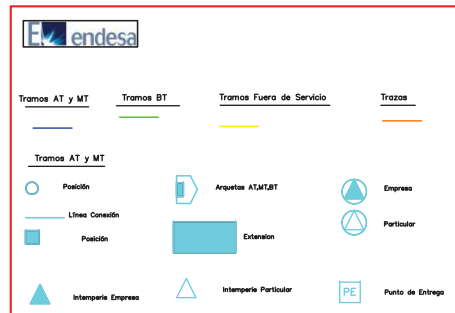 endesa
Tramos AT y MT
Tramos BT
Tramos Fuera de Servicio
Trazas
Tramos AT y MT
Posición
Arquetas AT,MT,BT
Empresa
Línea Conexión
Particular
Posición
Extension
Intemperie Empresa
Intemperie Particular
PE
Punto de Entrega